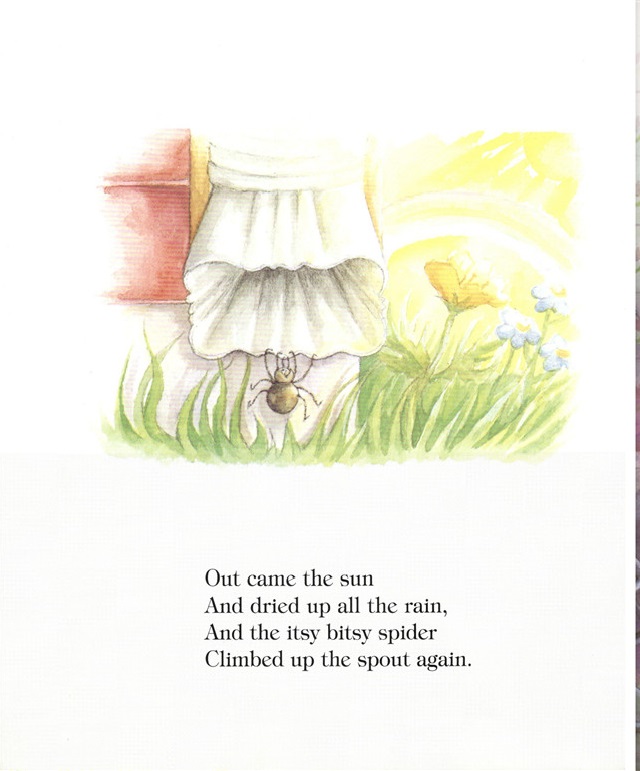 Out came the sun
And dried up all the rain,
And the itsy bitsy spider
Climbed up the spout again.